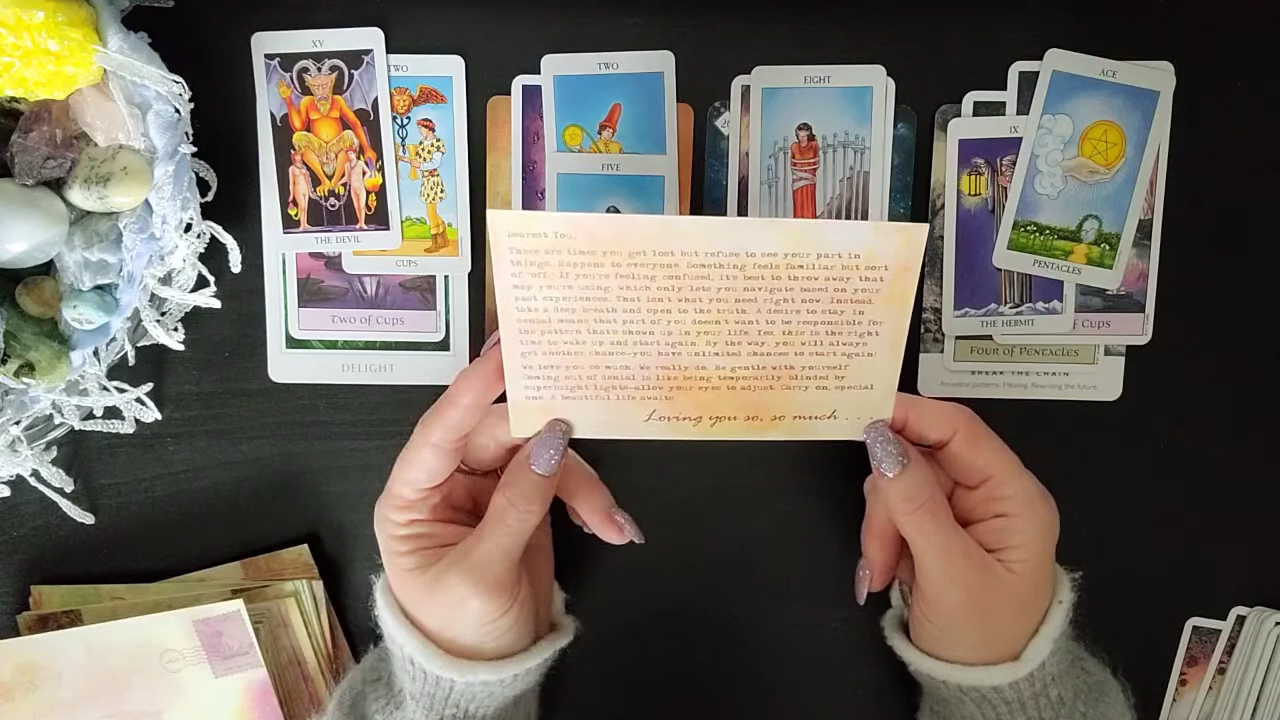 XV
THE DEVIL
TWO
CUPS
TWO OF CUPS
DELIGHT
TWO
FIVE
EIGHT
IX
THE HERMIT
ACE
PENTACLES
OF CUPS
FOUR OF PENTACLES
BREAK THE CHAIN
Ancestral patterns. Healing. Rewriting the future.
Dearest You,
There are times you get lost but refuse to see your part in
things. Happens to everyone. Something feels familiar but sort
of "off." If you're feeling confused, it's best to throw away that
map you're using, which only lets you navigate based on your
past experiences. That isn't what you need right now. Instead,
take a deep breath and open to the truth. A desire to stay in
denial means that part of you doesn't want to be responsible for
the pattern that's shown up in your life. Yes, this is the right
time to wake up and start again. By the way, you will always
get another chance—you have unlimited chances to start again!
We love you so much. We really do. Be gentle with yourself.
Coming out of denial is like being temporarily blinded by
superbright lights—allow your eyes to adjust. Carry on, special
one. A beautiful life awaits.
Loving you so, so much . . .